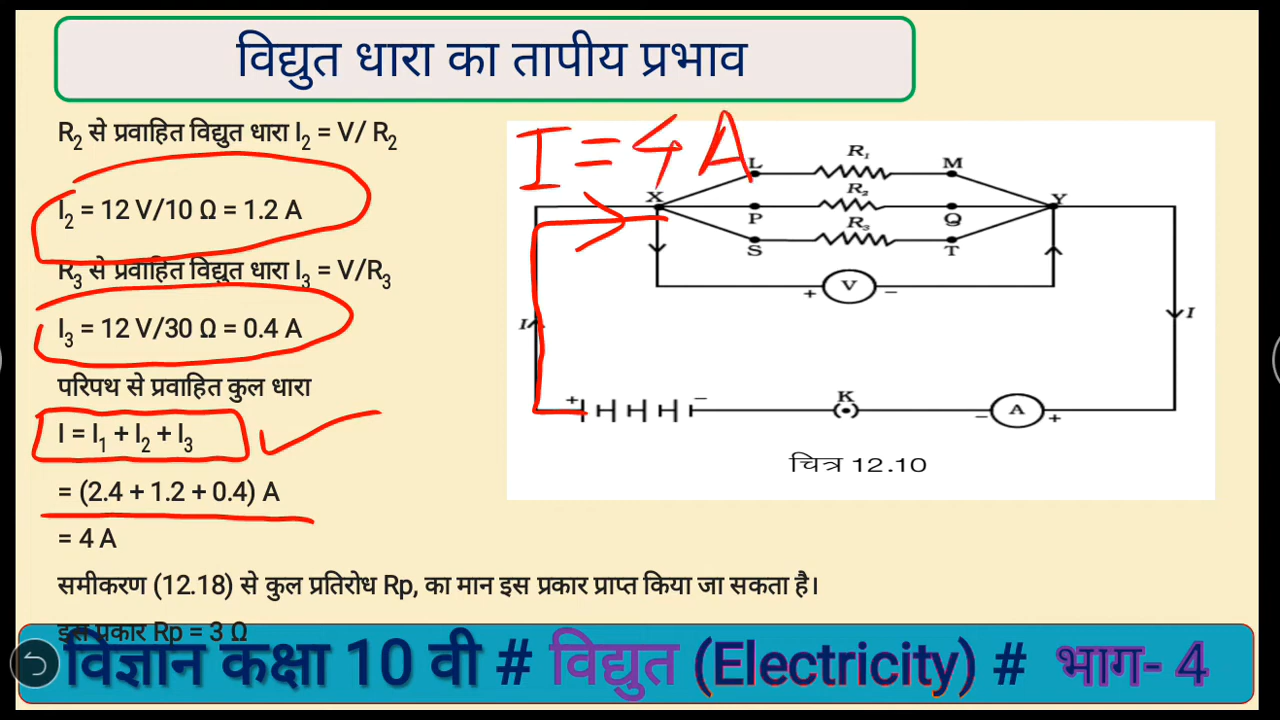 विद्युत धारा का तापीय प्रभाव
R2 से प्रवाहित विद्युत धारा I2 = V/ R2
I2 = 12 V/10 Ω = 1.2 A
R3 से प्रवाहित विद्युत धारा I3 = V/R3
I3 = 12 V/30 Ω = 0.4 A
परिपथ से प्रवाहित कुल धारा
I = I1 + I2 + I3
= (2.4 + 1.2 + 0.4) A
= 4 A
समीकरण (12.18) से कुल प्रतिरोध Rp, का मान इस प्रकार प्राप्त किया जा सकता है।
इस प्रकार Rp = 3 Ω
I = 4 A
L R1 M
X R2 Y
P R3 Q
S T
+ V −
I I
+ − K − A +
चित्र 12.10
विज्ञान कक्षा 10 वी # विद्युत (Electricity) # भाग- 4